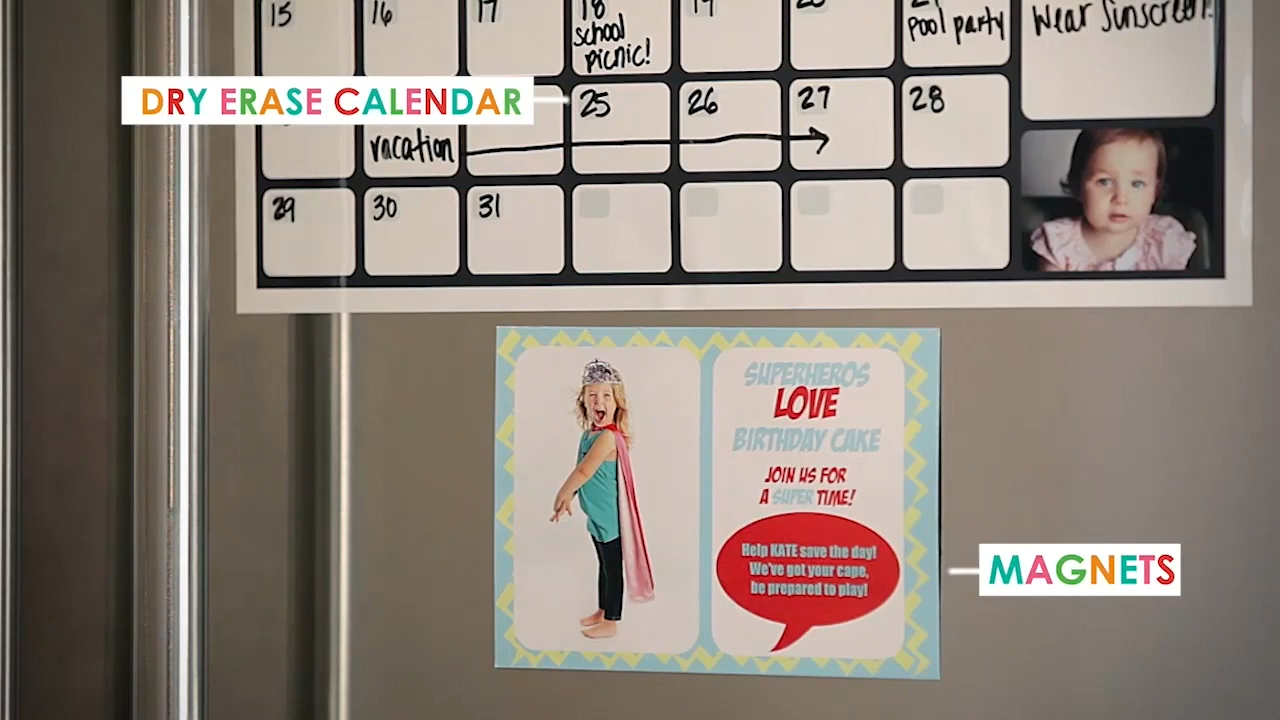 15
16
17
18
19
school
picnic!
Pool party
Wear Sunscreen!
DRY ERASE CALENDAR
25
26
27
28
vacation
29
30
31
SUPERHEROS
LOVE
BIRTHDAY CAKE
JOIN US FOR
A SUPER TIME!
Help KATE save the day!
We've got your cape,
be prepared to play!
MAGNETS